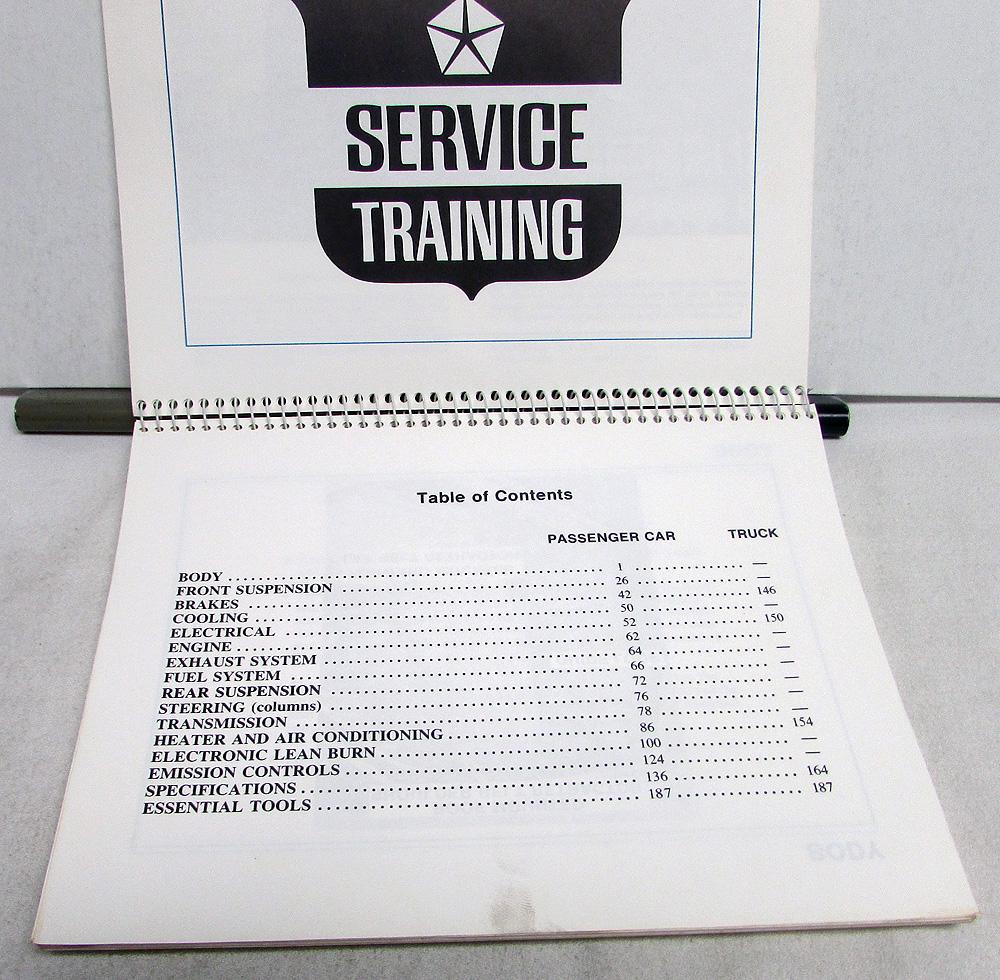 SERVICE
TRAINING
Table of Contents
PASSENGER CAR TRUCK
BODY ........ 1 ........ —
FRONT SUSPENSION ........ 26 ........ —
BRAKES ........ 42 ........ 146
COOLING ........ 50 ........ —
ELECTRICAL ........ 52 ........ 150
ENGINE ........ 62 ........ —
EXHAUST SYSTEM ........ 64 ........ —
FUEL SYSTEM ........ 66 ........ —
REAR SUSPENSION ........ 72 ........ —
STEERING (columns) ........ 76 ........ —
TRANSMISSION ........ 78 ........ —
HEATER AND AIR CONDITIONING ........ 86 ........ 154
ELECTRONIC LEAN BURN ........ 100 ........ —
EMISSION CONTROLS ........ 124 ........ —
SPECIFICATIONS ........ 136 ........ 164
ESSENTIAL TOOLS ........ 187 ........ 187